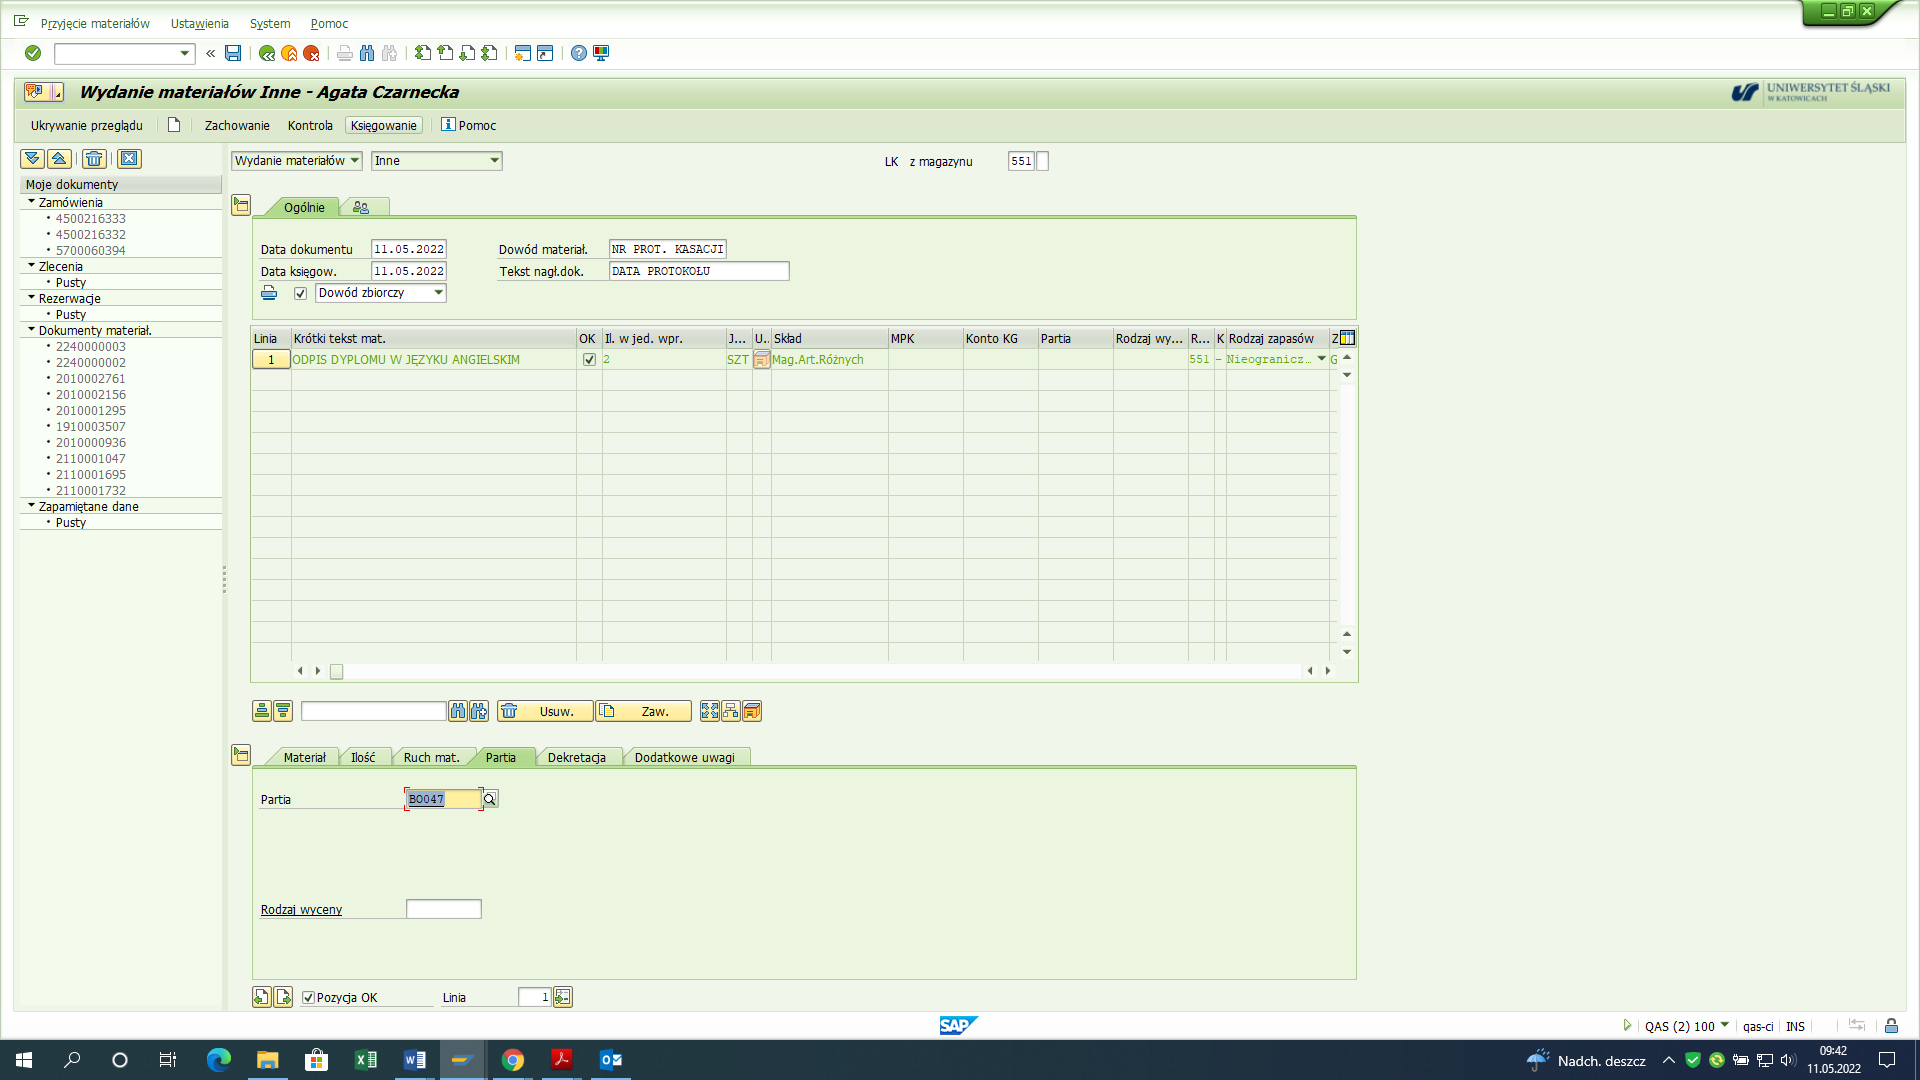 Przyjęcie materiałów Ustawienia System Pomoc
Wydanie materiałów Inne - Agata Czarnecka
UNIWERSYTET ŚLĄSKI
W KATOWICACH
Ukrywanie przeglądu Zachowanie Kontrola Księgowanie Pomoc
Wydanie materiałów Inne LK z magazynu 551
Moje dokumenty
Zamówienia
4500216333
4500216332
5700060394
Zlecenia
Pusty
Rezerwacje
Pusty
Dokumenty materiał.
2240000003
2240000002
2010002761
2010002156
2010001295
1910003507
2010000936
2110001047
2110001695
2110001732
Zapamiętane dane
Pusty
Ogólnie
Data dokumentu 11.05.2022 Dowód materiał. NR PROT. KASACJI
Data księgow. 11.05.2022 Tekst nagł.dok. DATA PROTOKOŁU
Dowód zbiorczy
Linia Krótki tekst mat. OK Il. w jed. wpr. J... U.. Skład MPK Konto KG Partia Rodzaj wy... R... K Rodzaj zapasów Z
1 ODPIS DYPLOMU W JĘZYKU ANGIELSKIM 2 SZT Mag.Art.Różnych 551 - Nieogranicz... G
Usuw. Zaw.
Materiał Ilość Ruch mat. Partia Dekretacja Dodatkowe uwagi
Partia BO047
Rodzaj wyceny
Pozycja OK Linia 1
SAP
QAS (2) 100 qas-ci INS
Nadch. deszcz
09:42
11.05.2022